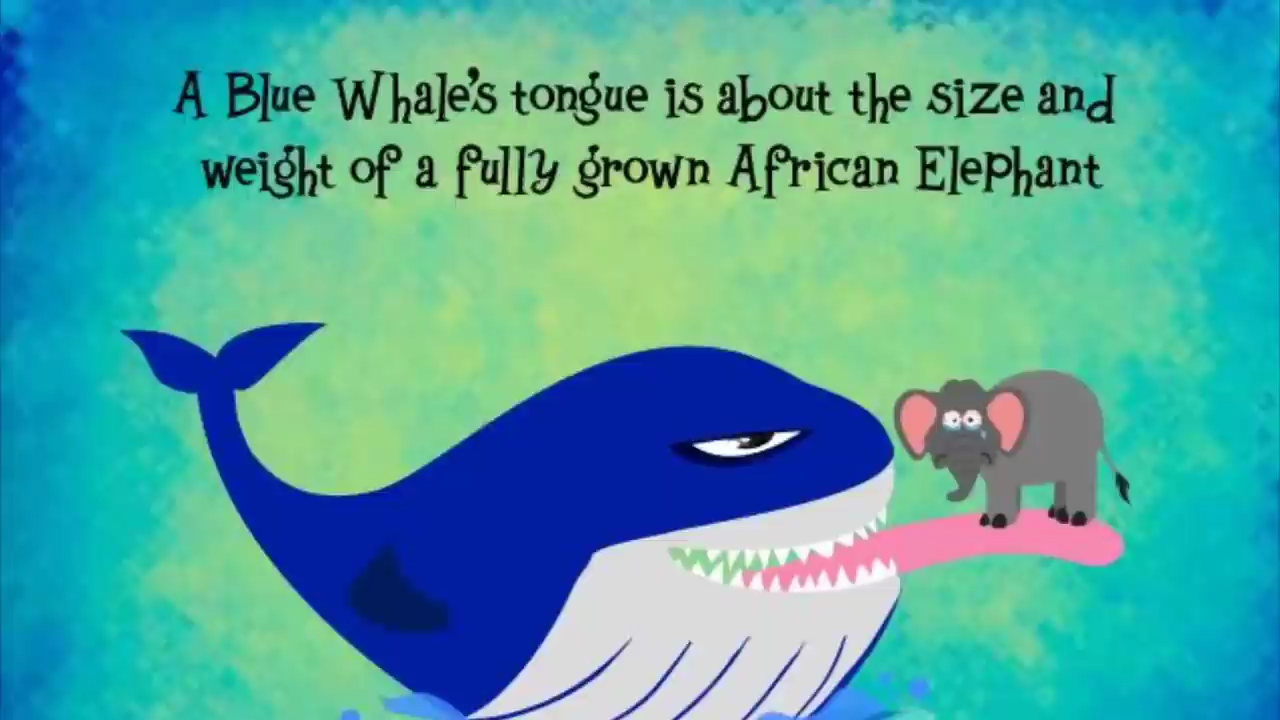 A Blue Whale's tongue is about the size and
weight of a fully grown African Elephant